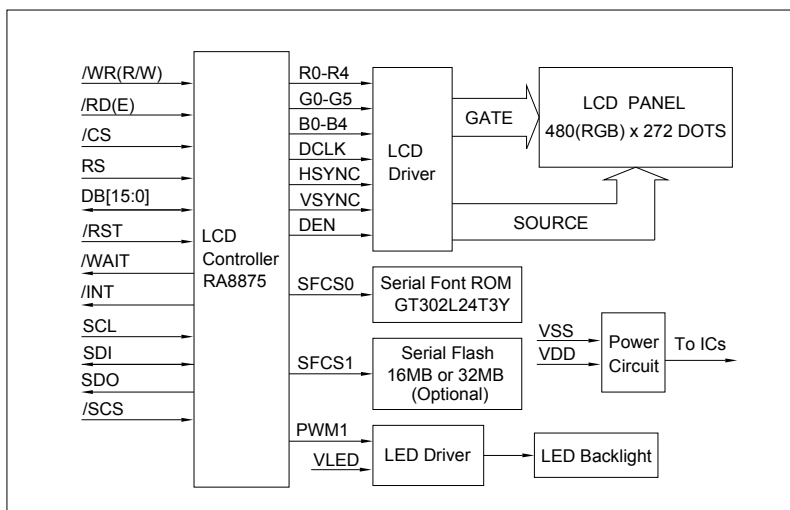 /WR(R/W)
/RD(E)
/CS
RS
DB[15:0]
/RST
/WAIT
/INT
SCL
SDI
SDO
/SCS
LCD
Controller
RA8875
R0-R4
G0-G5
B0-B4
DCLK
HSYNC
VSYNC
DEN
SFCS0
SFCS1
PWM1
VLED
LCD
Driver
GATE
SOURCE
LCD PANEL
480(RGB) x 272 DOTS
Serial Font ROM
GT302L24T3Y
Serial Flash
16MB or 32MB
(Optional)
LED Driver
LED Backlight
VSS
VDD
Power
Circuit
To ICs